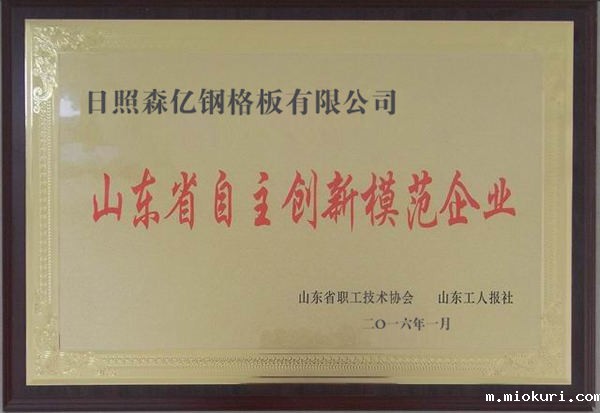 日照森亿钢格板有限公司
山东省自主创新模范企业
山东省职工技术协会 山东工人报社
二〇一六年一月
m.miokuri.com